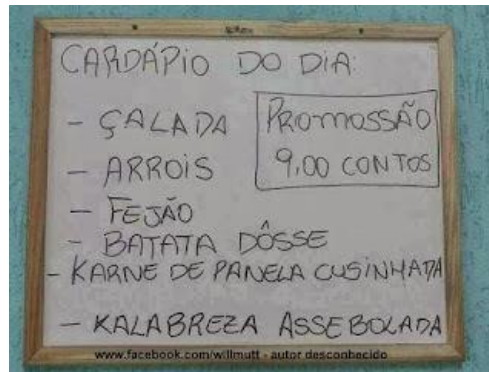 CARDÁPIO DO DIA:
- ÇALADA
- ARROIS
- FEJÃO
- BATATA DÔSSE
- KARNE DE PANELA CUSINHADA
- KALABREZA ASSEBOLADA
PROMOSSÃO
9,00 CONTOS
www.facebook.com/willmutt - autor desconhecido